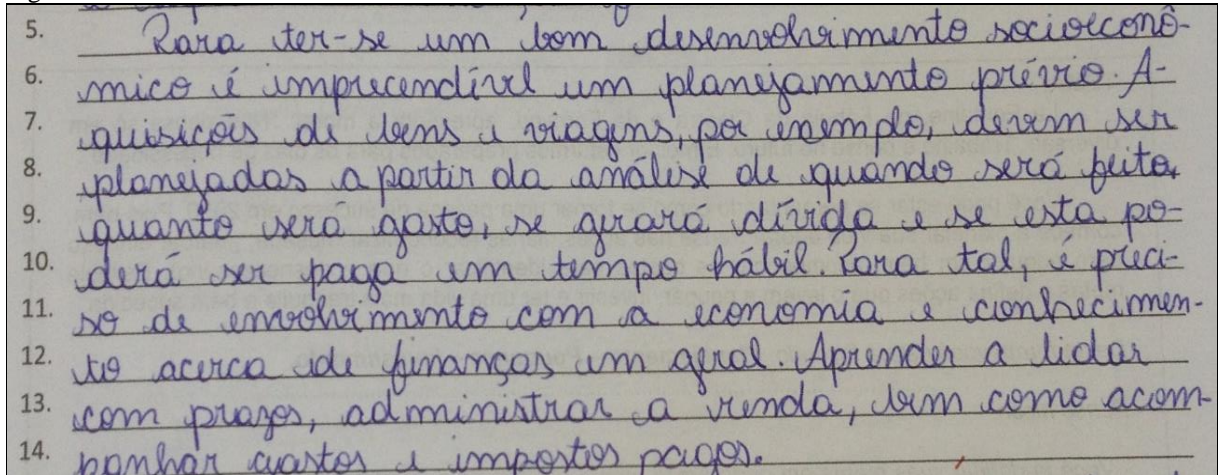 5. Para ter-se um bom desenvolvimento socioeconô-
6. mico é imprecendível um planejamento prévio. A-
7. quisições de bens e viagens, por exemplo, devem ser
8. planejadas a partir da análise de quando será feita,
9. quanto será gasto, se gerará dívida e se esta po-
10. derá ser paga em tempo hábil. Para tal, é preci-
11. so de envolvimento com a economia e conhecimen-
12. to acerca de finanças em geral. Aprender a lidar
13. com prazos, administrar a renda, bem como acom-
14. panhar gastos e impostos pagos.